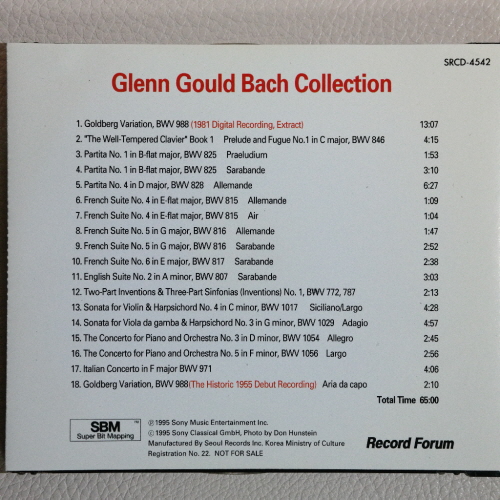 SRCD-4542
Glenn Gould Bach Collection
1. Goldberg Variation, BWV 988 (1981 Digital Recording, Extract) 13:07
2. "The Well-Tempered Clavier" Book 1 Prelude and Fugue No.1 in C major, BWV 846 4:15
3. Partita No. 1 in B-flat major, BWV 825 Praeludium 1:53
4. Partita No. 1 in B-flat major, BWV 825 Sarabande 3:10
5. Partita No. 4 in D major, BWV 828 Allemande 6:27
6. French Suite No. 4 in E-flat major, BWV 815 Allemande 1:09
7. French Suite No. 4 in E-flat major, BWV 815 Air 1:04
8. French Suite No. 5 in G major, BWV 816 Allemande 1:47
9. French Suite No. 5 in G major, BWV 816 Sarabande 2:52
10. French Suite No. 6 in E major, BWV 817 Sarabande 2:38
11. English Suite No. 2 in A minor, BWV 807 Sarabande 3:03
12. Two-Part Inventions & Three-Part Sinfonias (Inventions) No. 1, BWV 772, 787 2:13
13. Sonata for Violin & Harpsichord No. 4 in C minor, BWV 1017 Siciliano/Largo 4:28
14. Sonata for Viola da gamba & Harpsichord No. 3 in G minor, BWV 1029 Adagio 4:57
15. The Concerto for Piano and Orchestra No. 3 in D minor, BWV 1054 Allegro 2:45
16. The Concerto for Piano and Orchestra No. 5 in F minor, BWV 1056 Largo 2:56
17. Italian Concerto in F major BWV 971 4:06
18. Goldberg Variation, BWV 988(The Historic 1955 Debut Recording) Aria da capo 2:10
Total Time 65:00
SBM™
Super Bit Mapping
℗1995 Sony Music Entertainment Inc.
©1995 Sony Classical GmbH, Photo by Don Hunstein
Manufactured By Seoul Records Inc. Korea Ministry of Culture
Registration No. 22. NOT FOR SALE
Record Forum